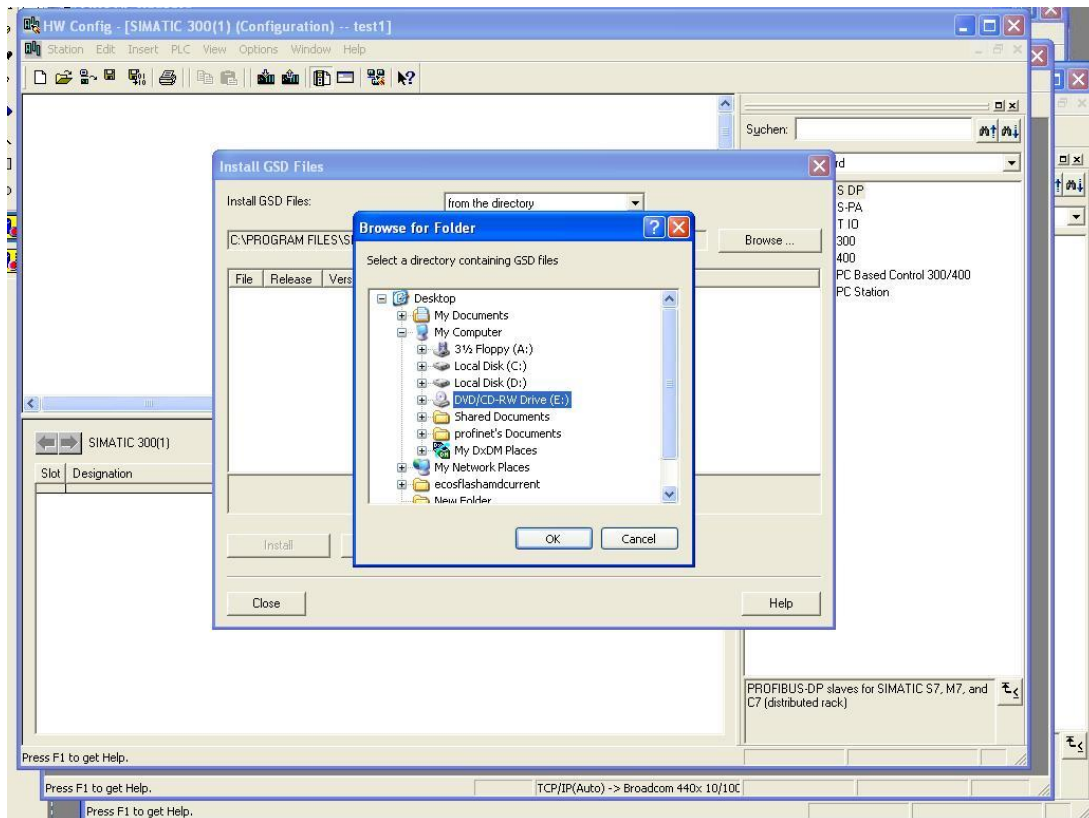 HW Config - [SIMATIC 300(1) (Configuration) -- test1]
Station Edit Insert PLC View Options Window Help
Suchen:
rd
Install GSD Files
S DP
Install GSD Files:
from the directory
S-PA
T IO
C:\PROGRAM FILES\SI
Browse for Folder
Browse ...
300
400
Select a directory containing GSD files
File Release Vers
PC Based Control 300/400
PC Station
Desktop
My Documents
My Computer
3½ Floppy (A:)
Local Disk (C:)
Local Disk (D:)
DVD/CD-RW Drive (E:)
Shared Documents
profinet's Documents
My DxDM Places
My Network Places
ecosflashamdcurrent
New Folder
SIMATIC 300(1)
Slot Designation
OK Cancel
Install
Close
Help
PROFIBUS-DP slaves for SIMATIC S7, M7, and
C7 (distributed rack)
Press F1 to get Help.
Press F1 to get Help.
TCP/IP(Auto) -> Broadcom 440x 10/10
Press F1 to get Help.